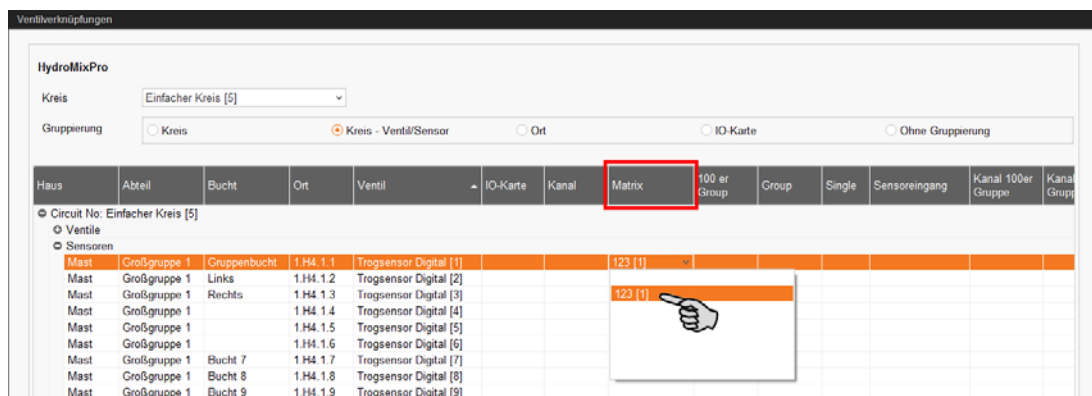 Ventilverknüpfungen
HydroMixPro
Kreis Einfacher Kreis [5]
Gruppierung Kreis Kreis - Ventil/Sensor Ort IO-Karte Ohne Gruppierung
Haus Abteil Bucht Ort Ventil IO-Karte Kanal Matrix 100 er Group Group Single Sensoreingang Kanal 100er Gruppe Kanal Grupp
Circuit No: Einfacher Kreis [5]
Ventile
Sensoren
Mast Großgruppe 1 Gruppenbucht 1.H4.1.1 Trogsensor Digital [1] 123 [1]
Mast Großgruppe 1 Links 1.H4.1.2 Trogsensor Digital [2]
Mast Großgruppe 1 Rechts 1.H4.1.3 Trogsensor Digital [3] 123 [1]
Mast Großgruppe 1 1.H4.1.4 Trogsensor Digital [4]
Mast Großgruppe 1 1.H4.1.5 Trogsensor Digital [5]
Mast Großgruppe 1 1.H4.1.6 Trogsensor Digital [6]
Mast Großgruppe 1 Bucht 7 1.H4.1.7 Trogsensor Digital [7]
Mast Großgruppe 1 Bucht 8 1.H4.1.8 Trogsensor Digital [8]
Mast Großgruppe 1 Bucht 9 1.H4.1.9 Trogsensor Digital [9]